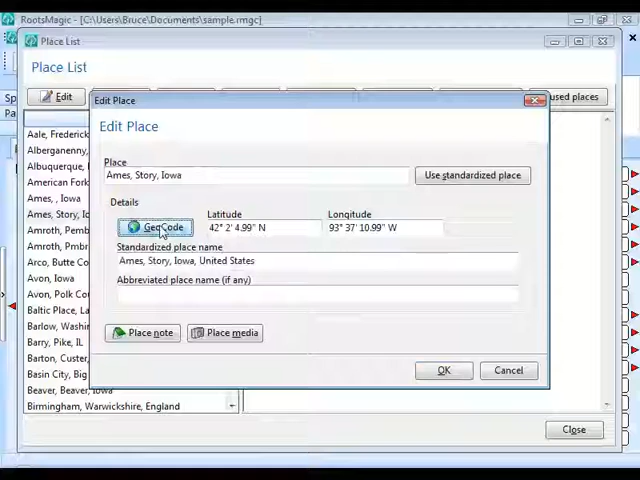 RootsMagic - [C:\Users\Bruce\Documents\sample.rmgc]
Place List
Place List
Edit
used places
Edit Place
Edit Place
Place
Ames, Story, Iowa
Use standardized place
Details
Latitude
Longitude
GeoCode
42° 2' 4.99" N
93° 37' 10.99" W
Standardized place name
Ames, Story, Iowa, United States
Abbreviated place name (if any)
Place note
Place media
OK
Cancel
Aale, Frederick
Alberganenny,
Albuquerque,
American Fork
Ames, , Iowa
Ames, Story, Io
Amroth, Pemb
Amroth, Pembr
Arco, Butte Co
Avon, Iowa
Avon, Polk Cou
Baltic Place, La
Barlow, Washin
Barry, Pike, IL
Barton, Custer,
Basin City, Big
Beaver, Beaver, Iowa
Birmingham, Warwickshire, England
Close
Sp
Pa